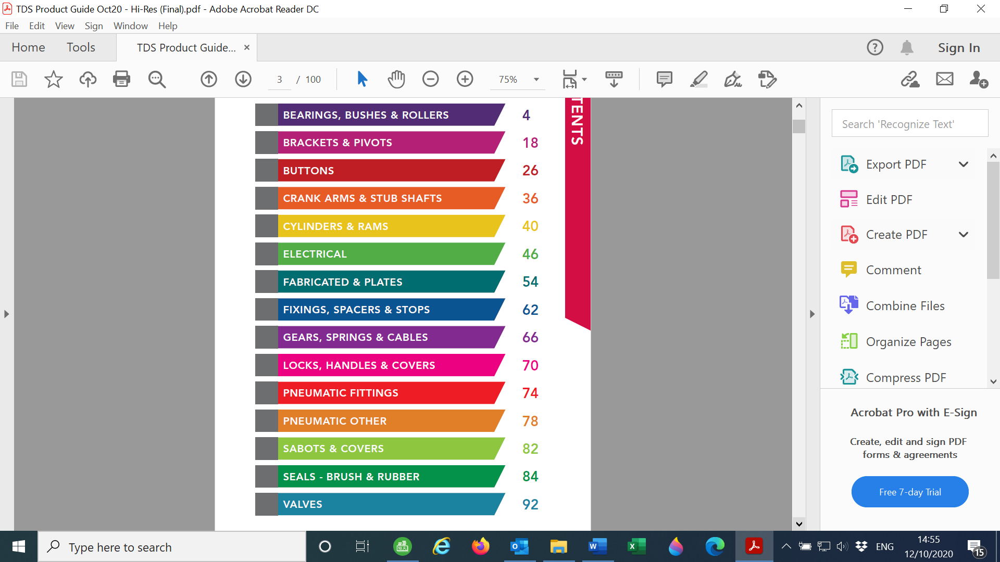 TDS Product Guide Oct20 - Hi-Res (Final).pdf - Adobe Acrobat Reader DC
File Edit View Sign Window Help
Home Tools TDS Product Guide... × Sign In
3 / 100 75%
TENTS
BEARINGS, BUSHES & ROLLERS 4
BRACKETS & PIVOTS 18
BUTTONS 26
CRANK ARMS & STUB SHAFTS 36
CYLINDERS & RAMS 40
ELECTRICAL 46
FABRICATED & PLATES 54
FIXINGS, SPACERS & STOPS 62
GEARS, SPRINGS & CABLES 66
LOCKS, HANDLES & COVERS 70
PNEUMATIC FITTINGS 74
PNEUMATIC OTHER 78
SABOTS & COVERS 82
SEALS - BRUSH & RUBBER 84
VALVES 92
Search 'Recognize Text'
Export PDF
Edit PDF
Create PDF
Comment
Combine Files
Organize Pages
Compress PDF
Acrobat Pro with E-Sign
Create, edit and sign PDF
forms & agreements
Free 7-day Trial
Type here to search
ENG
14:55
12/10/2020
15